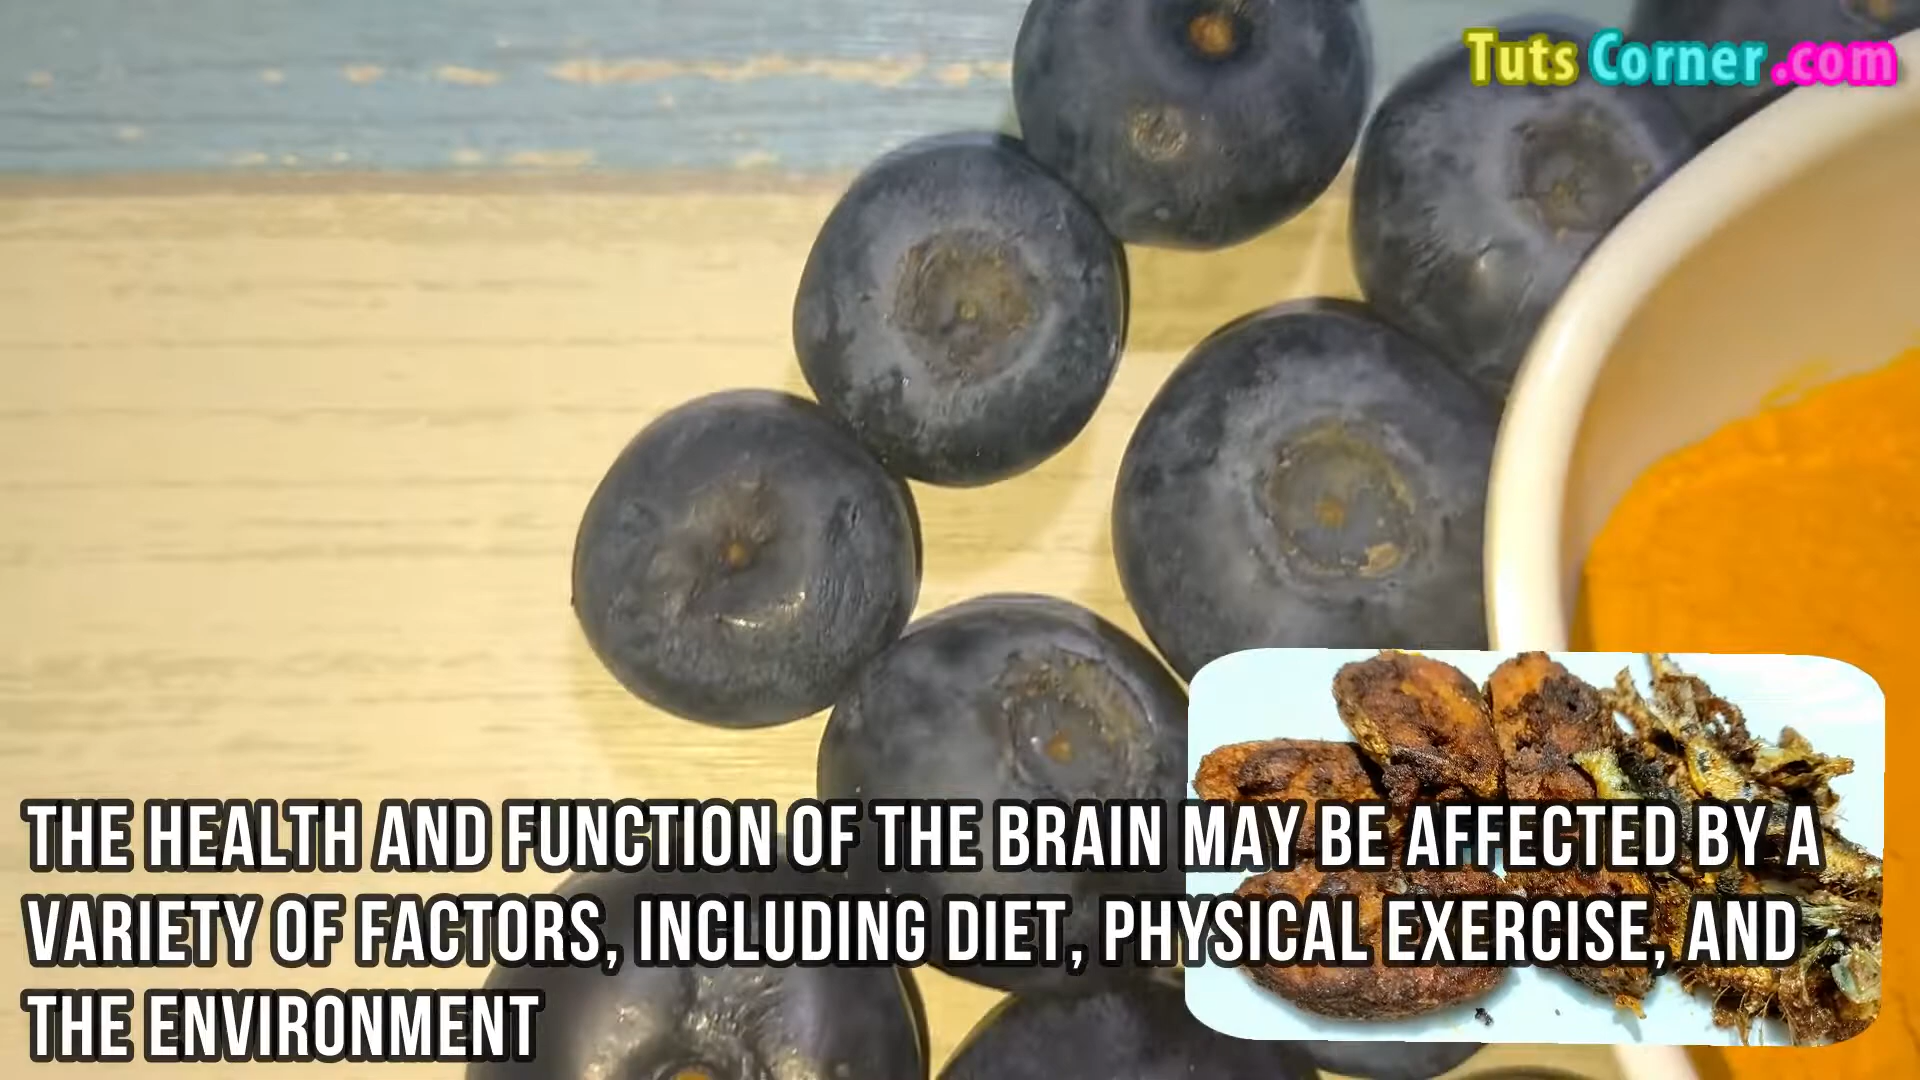 Tuts Corner.com
THE HEALTH AND FUNCTION OF THE BRAIN MAY BE AFFECTED BY A
VARIETY OF FACTORS, INCLUDING DIET, PHYSICAL EXERCISE, AND
THE ENVIRONMENT